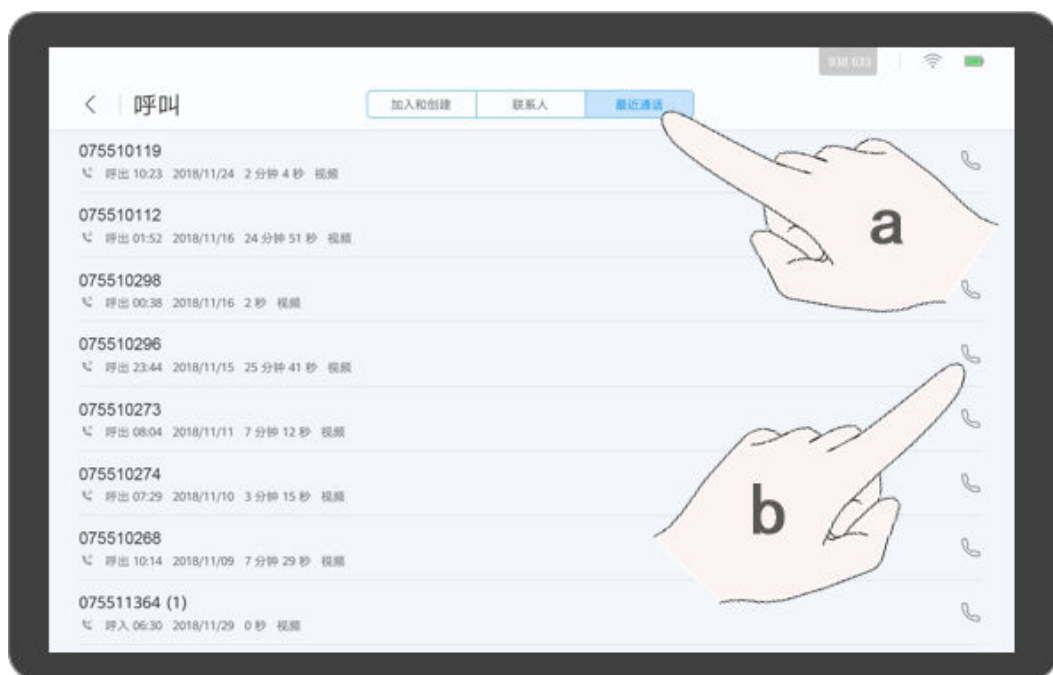 938 633
呼叫
加入和创建 联系人 最近通话
075510119
呼出 10:23 2018/11/24 2 分钟 4 秒 视频
075510112
呼出 01:52 2018/11/16 24 分钟 51 秒 视频
075510298
呼出 00:38 2018/11/16 2 秒 视频
075510296
呼出 23:44 2018/11/15 25 分钟 41 秒 视频
075510273
呼出 08:04 2018/11/11 7 分钟 12 秒 视频
075510274
呼出 07:29 2018/11/10 3 分钟 15 秒 视频
075510268
呼出 10:14 2018/11/09 7 分钟 29 秒 视频
075511364 (1)
呼入 06:30 2018/11/29 0 秒 视频
a
b